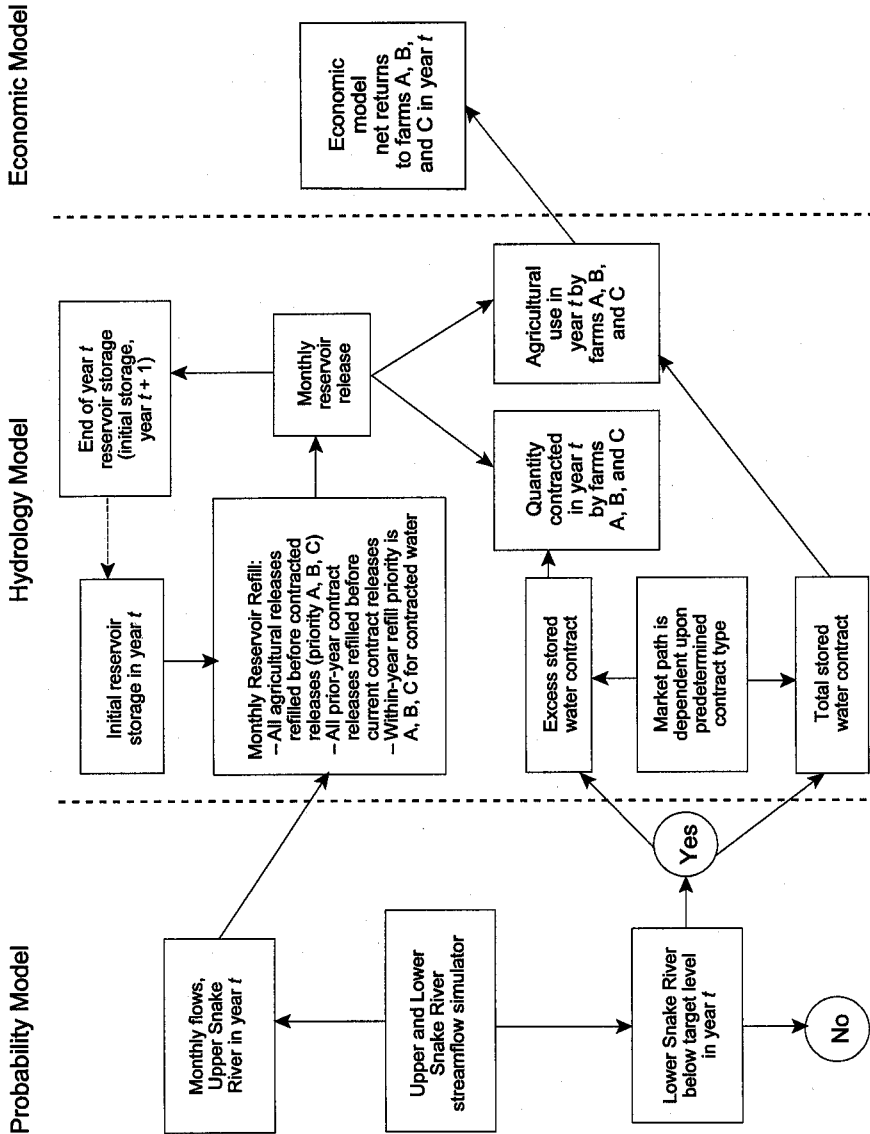 Probability Model
Hydrology Model
Economic Model
Monthly flows,
Upper Snake
River in year t
Upper and Lower
Snake River
streamflow simulator
Lower Snake River
below target level
in year t
Yes
No
Initial reservoir
storage in year t
End of year t
reservoir storage
(initial storage,
year t + 1)
Monthly Reservoir Refill:
– All agricultural releases
refilled before contracted
releases (priority A, B, C)
– All prior-year contract
releases refilled before
current contract releases
– Within-year refill priority is
A, B, C for contracted water
Monthly
reservoir
release
Excess stored
water contract
Market path is
dependent upon
predetermined
contract type
Total stored
water contract
Quantity
contracted
in year t
by farms
A, B, and C
Agricultural
use in
year t by
farms A, B,
and C
Economic
model
net returns
to farms A, B,
and C in year t